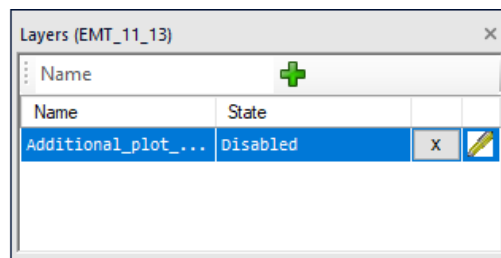 Layers (EMT_11_13)
Name
Name State
Additional_plot_... Disabled x